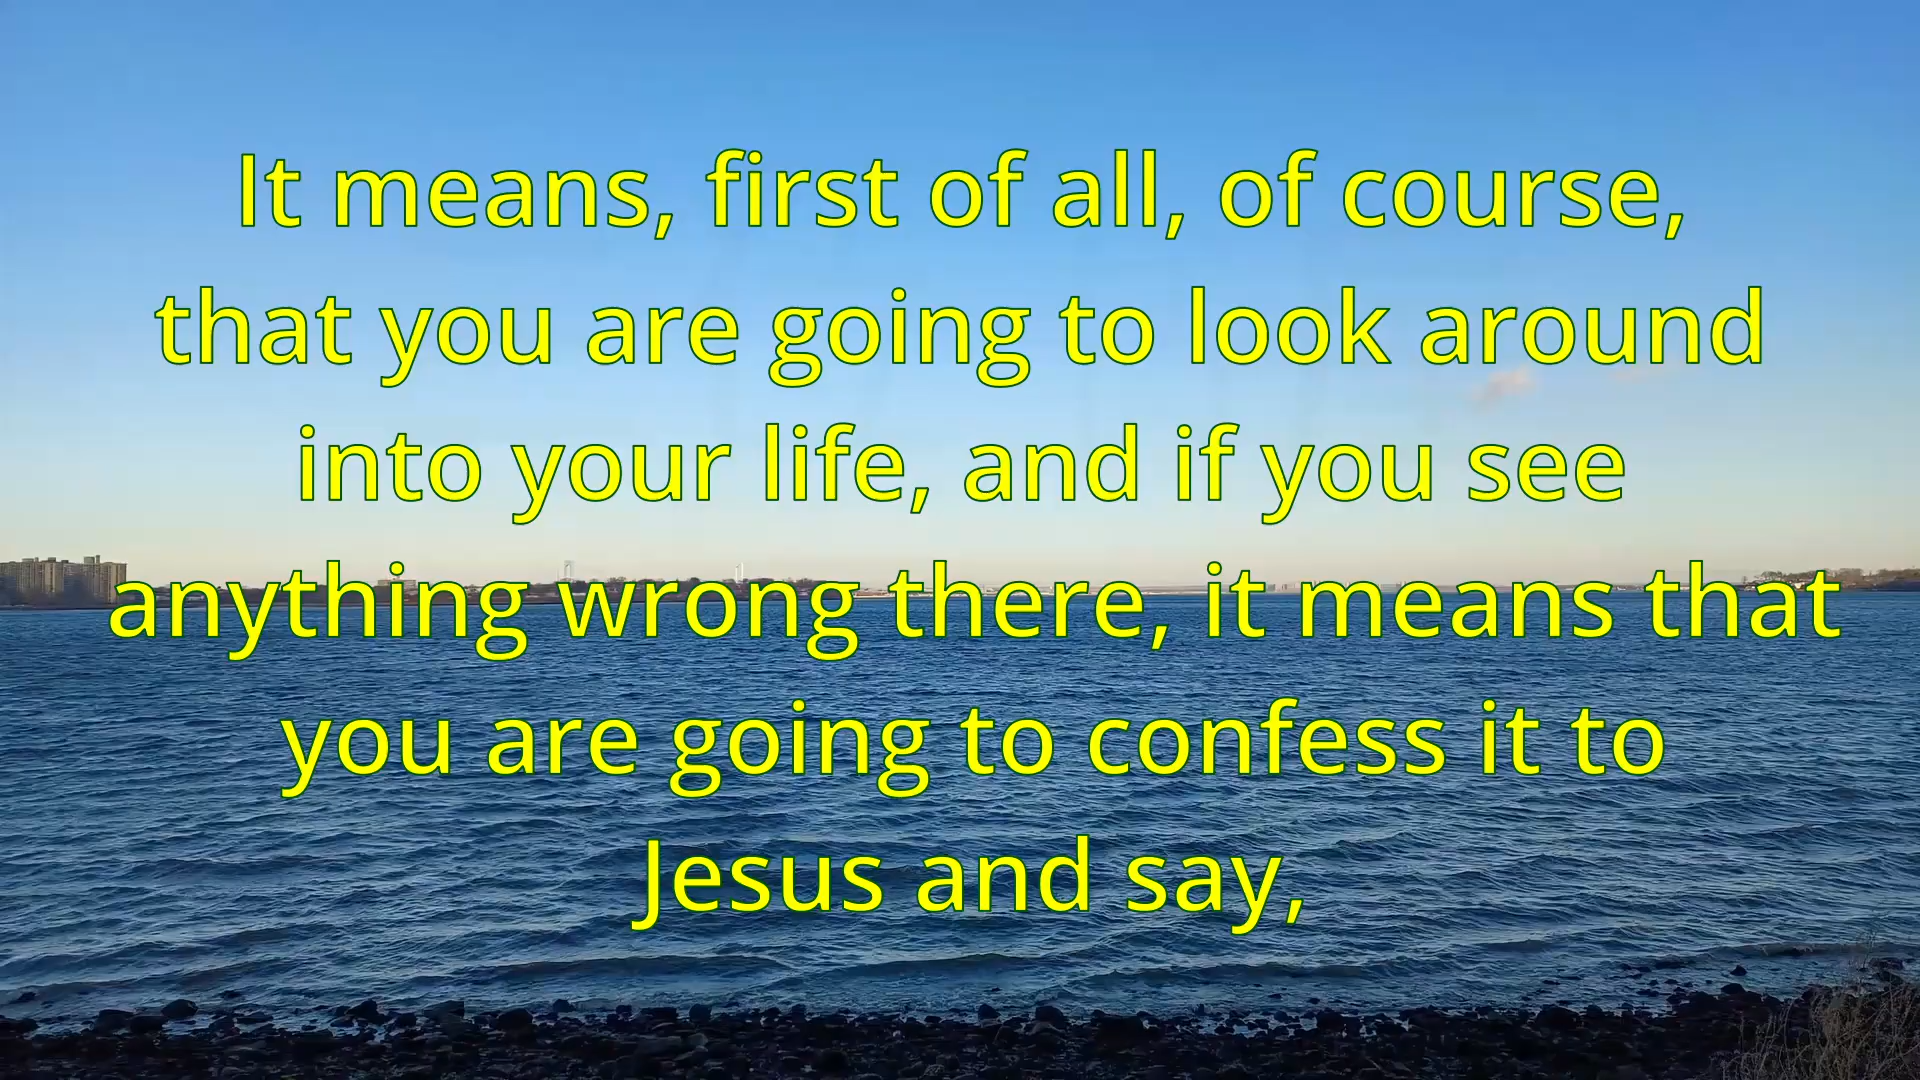 It means, first of all, of course,
that you are going to look around
into your life, and if you see
anything wrong there, it means that
you are going to confess it to
Jesus and say,